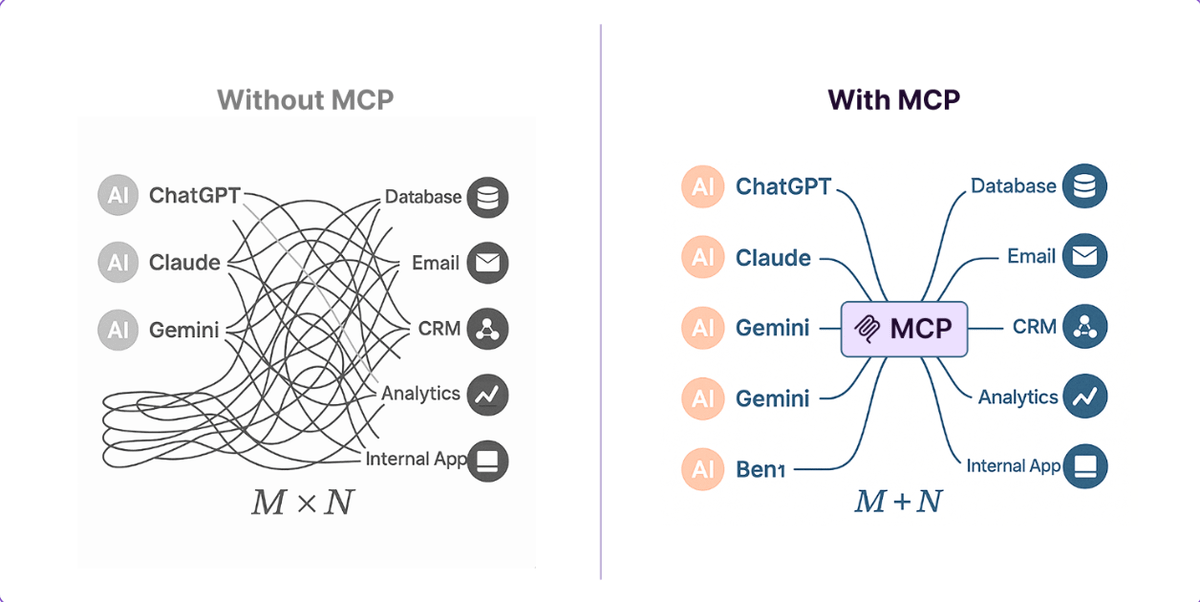 Without MCP
AI ChatGPT
Database
AI Claude
Email
AI Gemini
CRM
Analytics
Internal App
M × N
With MCP
AI ChatGPT
Database
AI Claude
Email
AI Gemini
MCP
CRM
AI Gemini
Analytics
AI Ben1
Internal App
M + N